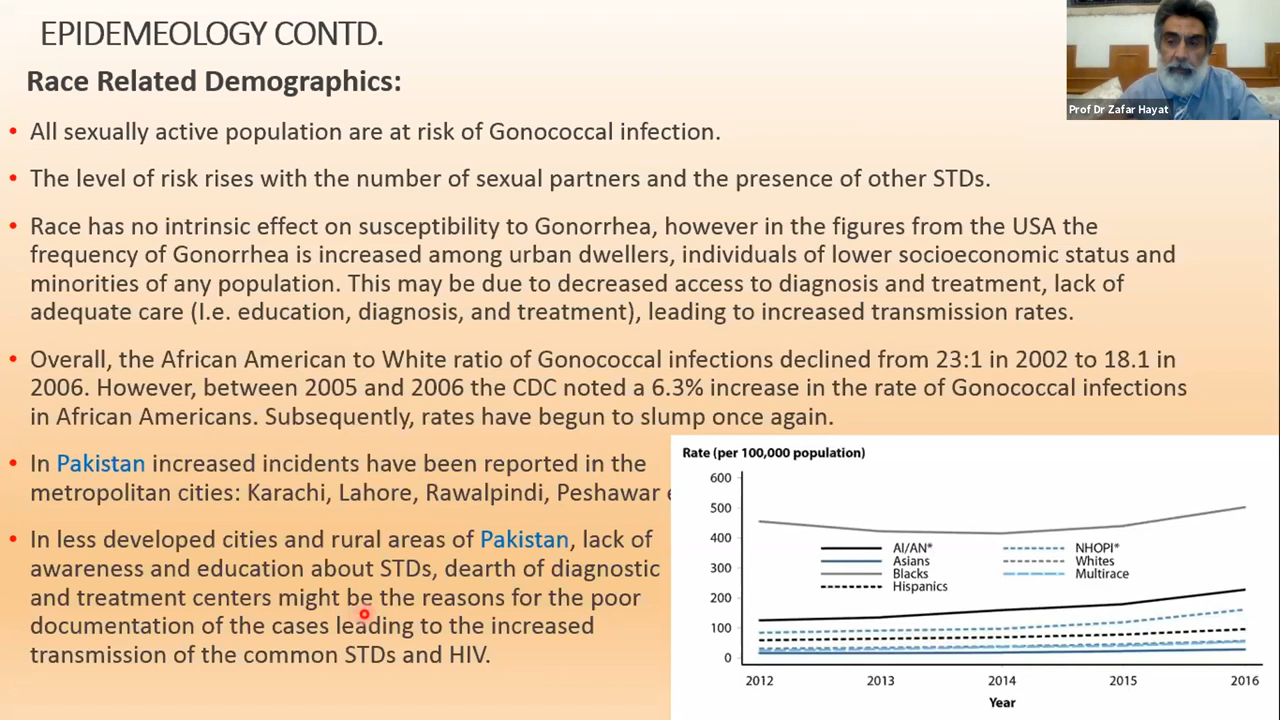 EPIDEMEOLOGY CONTD.
Race Related Demographics:
• All sexually active population are at risk of Gonococcal infection.
• The level of risk rises with the number of sexual partners and the presence of other STDs.
• Race has no intrinsic effect on susceptibility to Gonorrhea, however in the figures from the USA the
frequency of Gonorrhea is increased among urban dwellers, individuals of lower socioeconomic status and
minorities of any population. This may be due to decreased access to diagnosis and treatment, lack of
adequate care (I.e. education, diagnosis, and treatment), leading to increased transmission rates.
• Overall, the African American to White ratio of Gonococcal infections declined from 23:1 in 2002 to 18.1 in
2006. However, between 2005 and 2006 the CDC noted a 6.3% increase in the rate of Gonococcal infections
in African Americans. Subsequently, rates have begun to slump once again.
• In Pakistan increased incidents have been reported in the
metropolitan cities: Karachi, Lahore, Rawalpindi, Peshawar
• In less developed cities and rural areas of Pakistan, lack of
awareness and education about STDs, dearth of diagnostic
and treatment centers might be the reasons for the poor
documentation of the cases leading to the increased
transmission of the common STDs and HIV.
Prof Dr Zafar Hayat
Rate (per 100,000 population)
600
500
400
300
200
100
0
AI/AN*
Asians
Blacks
Hispanics
NHOPI*
Whites
Multirace
2012 2013 2014 2015 2016
Year